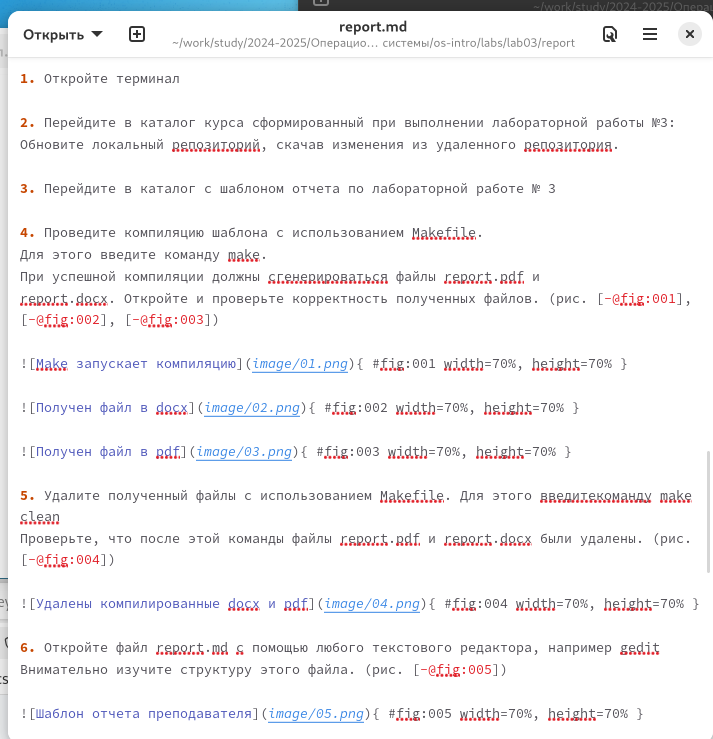 ~/work/study/2024-2025/Операци
Открыть
report.md
~/work/study/2024-2025/Операцио… системы/os-intro/labs/lab03/report
1. Откройте терминал
2. Перейдите в каталог курса сформированный при выполнении лабораторной работы №3:
Обновите локальный репозиторий, скачав изменения из удаленного репозитория.
3. Перейдите в каталог с шаблоном отчета по лабораторной работе № 3
4. Проведите компиляцию шаблона с использованием Makefile.
Для этого введите команду make.
При успешной компиляции должны сгенерироваться файлы report.pdf и
report.docx. Откройте и проверьте корректность полученных файлов. (рис. [-@fig:001],
[-@fig:002], [-@fig:003])
![Make запускает компиляцию](image/01.png){ #fig:001 width=70%, height=70% }
![Получен файл в docx](image/02.png){ #fig:002 width=70%, height=70% }
![Получен файл в pdf](image/03.png){ #fig:003 width=70%, height=70% }
5. Удалите полученный файлы с использованием Makefile. Для этого введитекоманду make
clean
Проверьте, что после этой команды файлы report.pdf и report.docx были удалены. (рис.
[-@fig:004])
![Удалены компилированные docx и pdf](image/04.png){ #fig:004 width=70%, height=70% }
6. Откройте файл report.md c помощью любого текстового редактора, например gedit
Внимательно изучите структуру этого файла. (рис. [-@fig:005])
![Шаблон отчета преподавателя](image/05.png){ #fig:005 width=70%, height=70% }